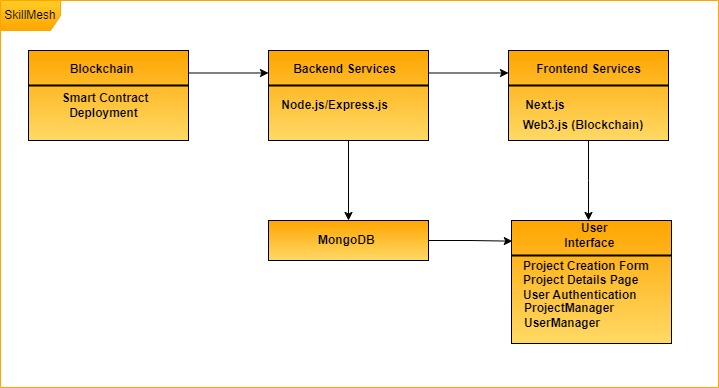 SkillMesh
Blockchain
Smart Contract
Deployment
Backend Services
Node.js/Express.js
Frontend Services
Next.js
Web3.js (Blockchain)
MongoDB
User
Interface
Project Creation Form
Project Details Page
User Authentication
ProjectManager
UserManager